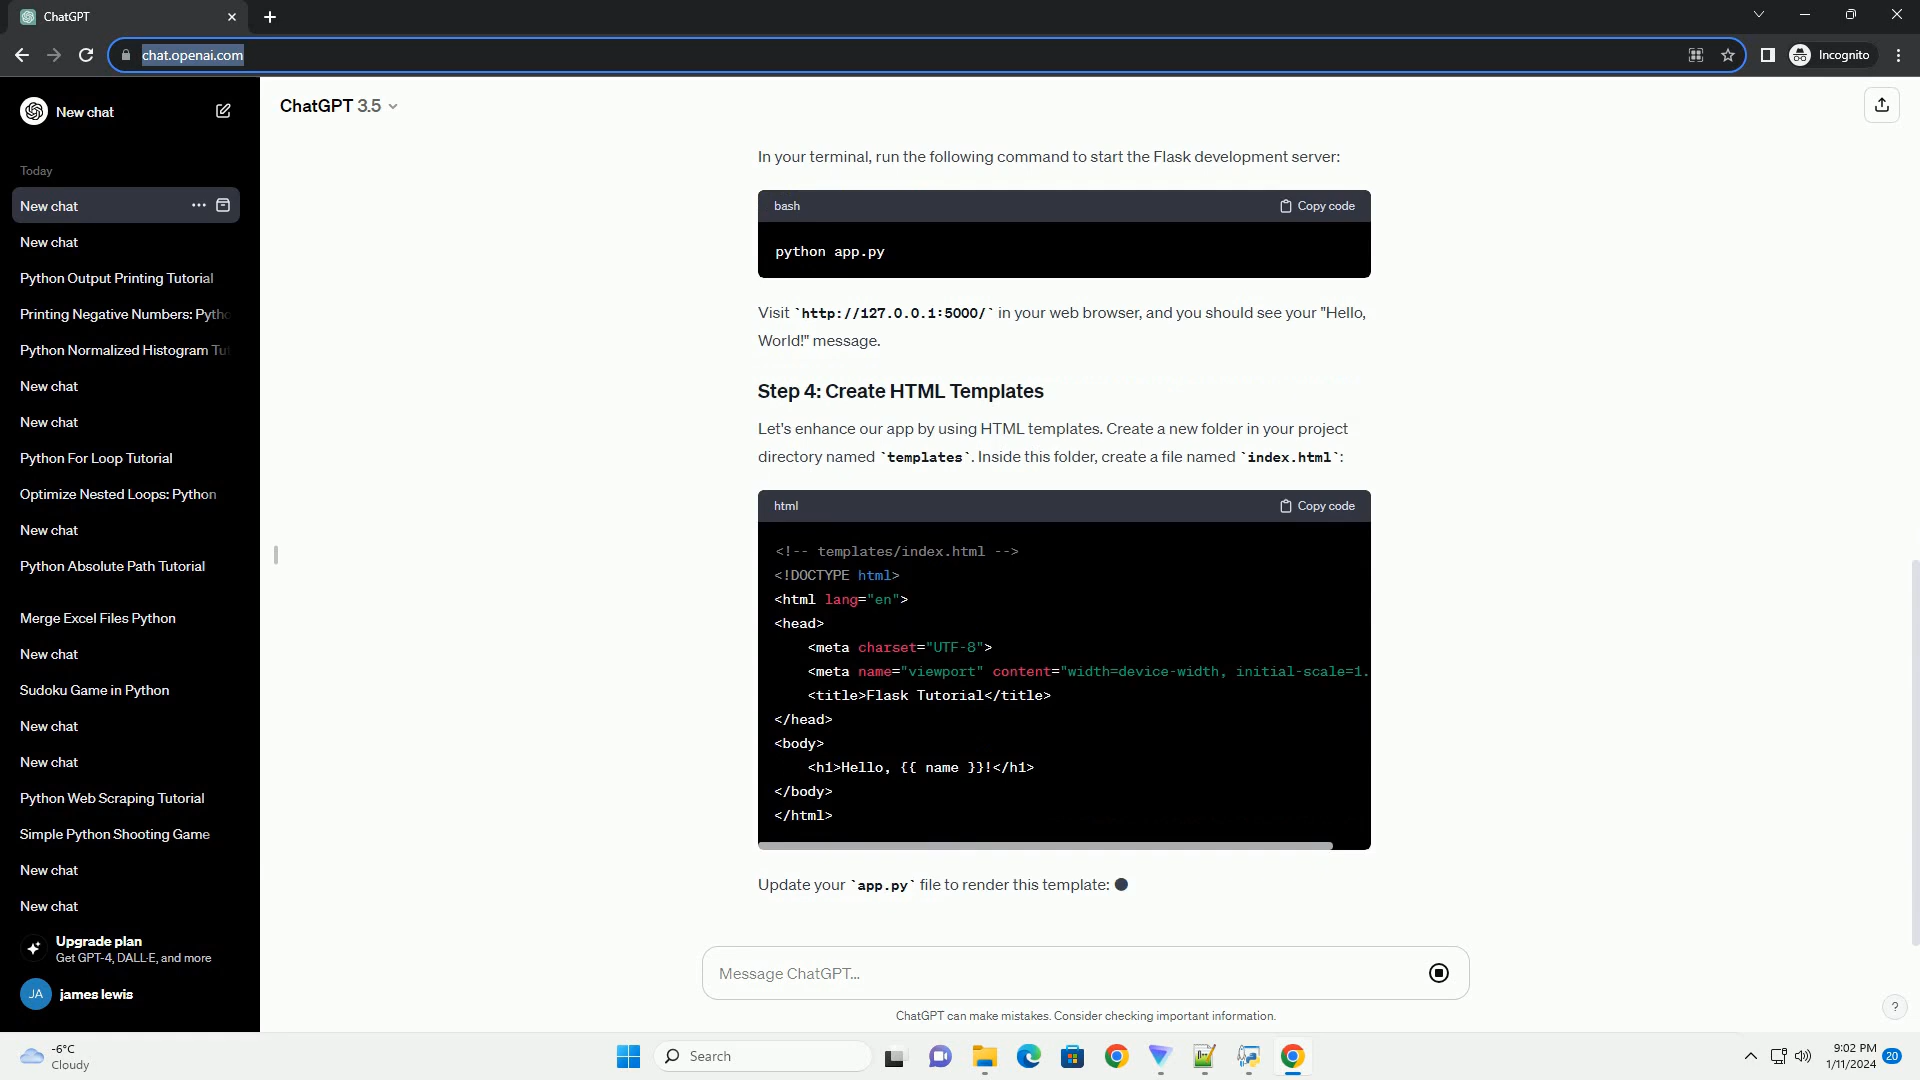 ChatGPT
chat.openai.com
Incognito
New chat
ChatGPT 3.5
Today
New chat
New chat
Python Output Printing Tutorial
Printing Negative Numbers: Pytho
Python Normalized Histogram Tut
New chat
New chat
Python For Loop Tutorial
Optimize Nested Loops: Python
New chat
Python Absolute Path Tutorial
Merge Excel Files Python
New chat
Sudoku Game in Python
New chat
New chat
Python Web Scraping Tutorial
Simple Python Shooting Game
New chat
New chat
Upgrade plan
Get GPT-4, DALL·E, and more
JA james lewis
In your terminal, run the following command to start the Flask development server:
bash Copy code
python app.py
Visit `http://127.0.0.1:5000/` in your web browser, and you should see your "Hello,
World!" message.
Step 4: Create HTML Templates
Let's enhance our app by using HTML templates. Create a new folder in your project
directory named `templates`. Inside this folder, create a file named `index.html`:
html Copy code
<!-- templates/index.html -->
<!DOCTYPE html>
<html lang="en">
<head>
<meta charset="UTF-8">
<meta name="viewport" content="width=device-width, initial-scale=1.
<title>Flask Tutorial</title>
</head>
<body>
<h1>Hello, {{ name }}!</h1>
</body>
</html>
Update your `app.py` file to render this template:
Message ChatGPT...
ChatGPT can make mistakes. Consider checking important information.
?
-6°C
Cloudy
Search
9:02 PM
1/11/2024
20